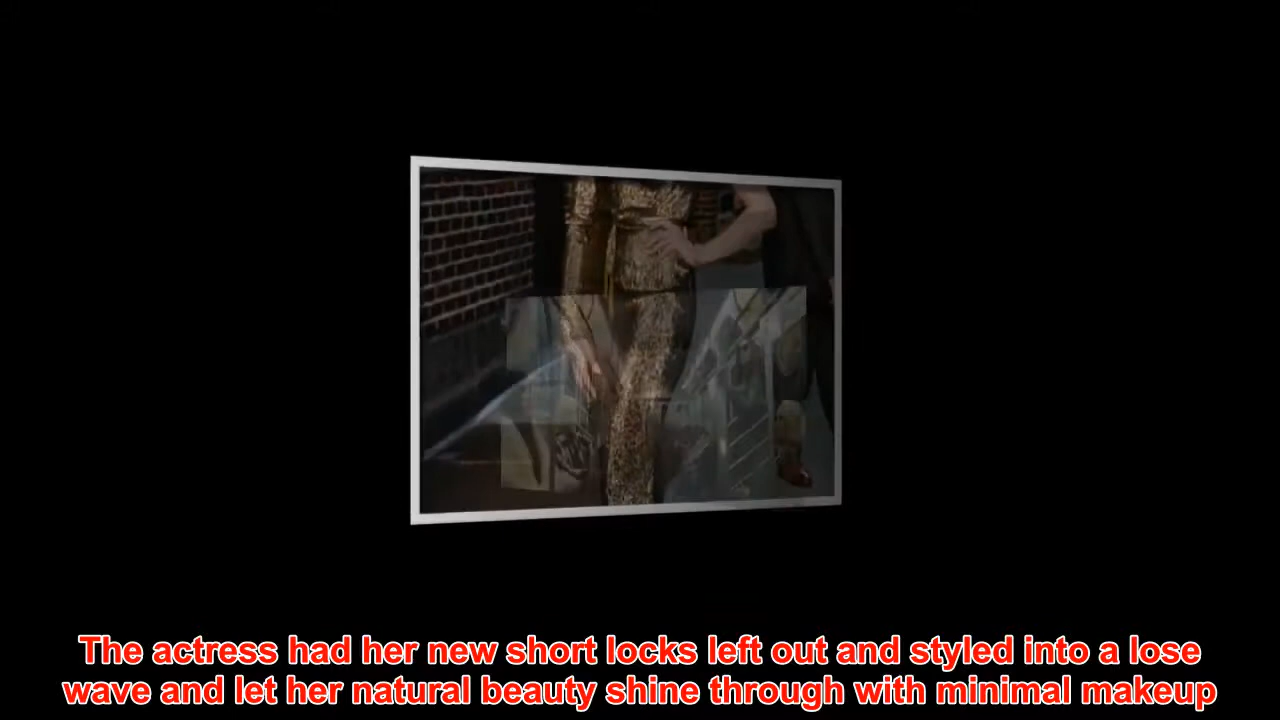 The actress had her new short locks left out and styled into a lose
wave and let her natural beauty shine through with minimal makeup